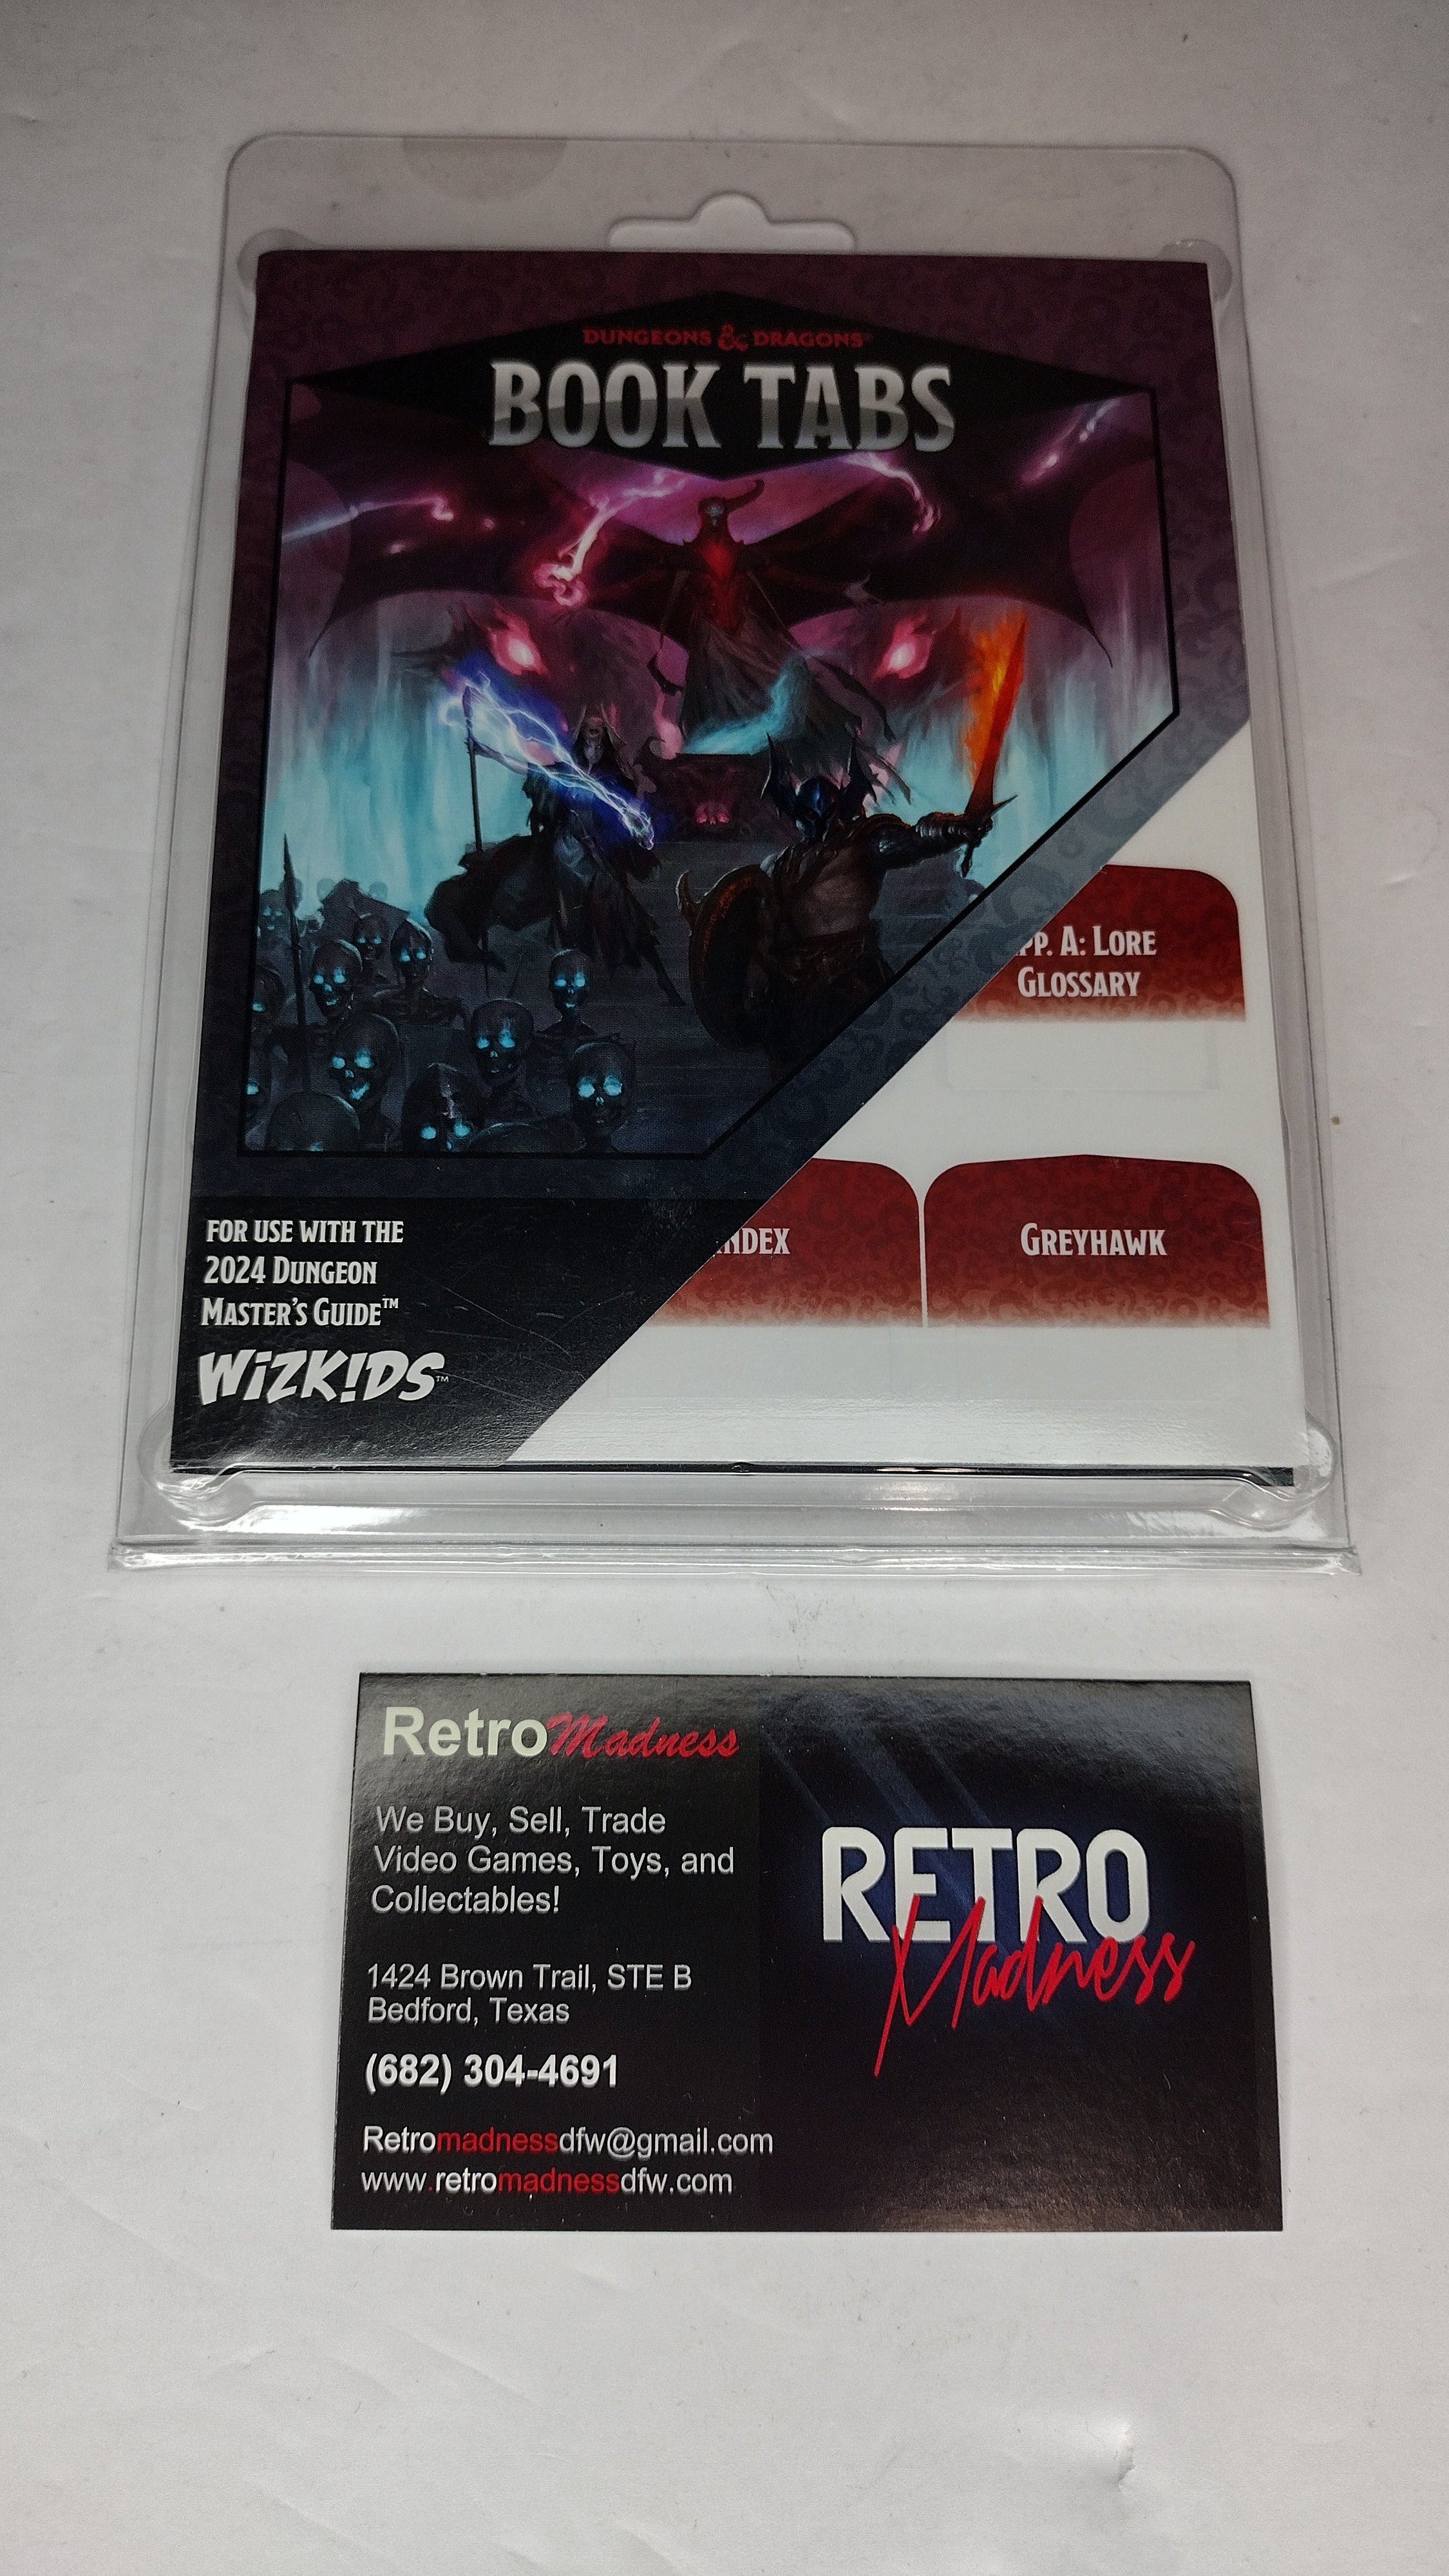 DUNGEONS & DRAGONS®
BOOK TABS
PP. A: LORE
GLOSSARY
NDEX
GREYHAWK
FOR USE WITH THE
2024 DUNGEON
MASTER'S GUIDE™
WIZK!DS™
RetroMadness
We Buy, Sell, Trade
Video Games, Toys, and
Collectables!
1424 Brown Trail, STE B
Bedford, Texas
(682) 304-4691
Retromadnessdfw@gmail.com
www.retromadnessdfw.com
RETRO
Madness